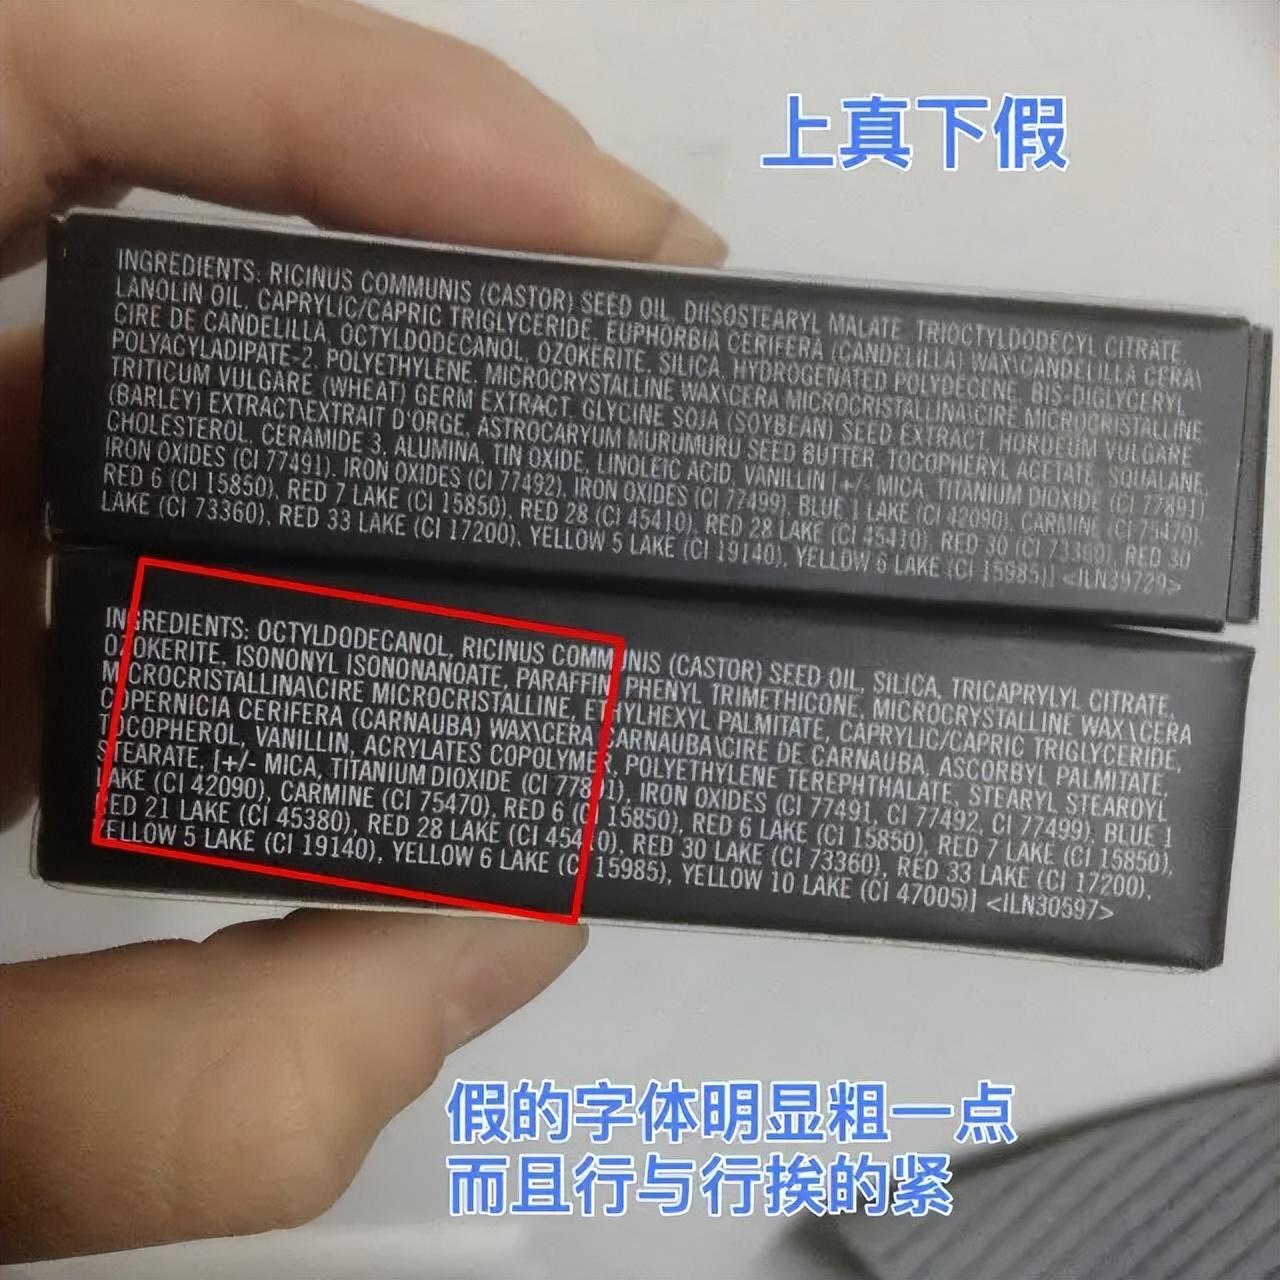 上真下假
INGREDIENTS: RICINUS COMMUNIS (CASTOR) SEED OIL, DIISOSTEARYL MALATE, TRIOCTYLDODECYL CITRATE,
LANOLIN OIL, CAPRYLIC/CAPRIC TRIGLYCERIDE, EUPHORBIA CERIFERA (CANDELILLA) WAX\CANDELILLA CERA\
CIRE DE CANDELILLA, OCTYLDODECANOL, OZOKERITE, SILICA, HYDROGENATED POLYDECENE, BIS-DIGLYCERYL
POLYACYLADIPATE-2, POLYETHYLENE, MICROCRYSTALLINE WAX\CERA MICROCRISTALLINA\CIRE MICROCRISTALLINE,
TRITICUM VULGARE (WHEAT) GERM EXTRACT, GLYCINE SOJA (SOYBEAN) SEED EXTRACT, HORDEUM VULGARE
(BARLEY) EXTRACT\EXTRAIT D'ORGE, ASTROCARYUM MURUMURU SEED BUTTER, TOCOPHERYL ACETATE, SQUALANE,
CHOLESTEROL, CERAMIDE 3, ALUMINA, TIN OXIDE, LINOLEIC ACID, VANILLIN [+/- MICA, TITANIUM DIOXIDE (CI 77891)
IRON OXIDES (CI 77491), IRON OXIDES (CI 77492), IRON OXIDES (CI 77499), BLUE 1 LAKE (CI 42090), CARMINE (CI 75470),
RED 6 (CI 15850), RED 7 LAKE (CI 15850), RED 28 (CI 45410), RED 28 LAKE (CI 45410), RED 30 (CI 73360), RED 30
LAKE (CI 73360), RED 33 LAKE (CI 17200), YELLOW 5 LAKE (CI 19140), YELLOW 6 LAKE (CI 15985)] <ILN39729>
INGREDIENTS: OCTYLDODECANOL, RICINUS COMMUNIS (CASTOR) SEED OIL, SILICA, TRICAPRYLYL CITRATE,
OZOKERITE, ISONONYL ISONONANOATE, PARAFFIN, PHENYL TRIMETHICONE, MICROCRYSTALLINE WAX\CERA
MICROCRISTALLINA\CIRE MICROCRISTALLINE, ETHYLHEXYL PALMITATE, CAPRYLIC/CAPRIC TRIGLYCERIDE,
COPERNICIA CERIFERA (CARNAUBA) WAX\CERA CARNAUBA\CIRE DE CARNAUBA, ASCORBYL PALMITATE,
TOCOPHEROL, VANILLIN, ACRYLATES COPOLYMER, POLYETHYLENE TEREPHTHALATE, STEARYL STEAROYL
STEARATE, [+/- MICA, TITANIUM DIOXIDE (CI 77891), IRON OXIDES (CI 77491, CI 77492, CI 77499), BLUE 1
LAKE (CI 42090), CARMINE (CI 75470), RED 6 (CI 15850), RED 6 LAKE (CI 15850), RED 7 LAKE (CI 15850),
RED 21 LAKE (CI 45380), RED 28 LAKE (CI 45410), RED 30 LAKE (CI 73360), RED 33 LAKE (CI 17200),
YELLOW 5 LAKE (CI 19140), YELLOW 6 LAKE (CI 15985), YELLOW 10 LAKE (CI 47005)] <ILN30597>
假的字体明显粗一点
而且行与行挨的紧